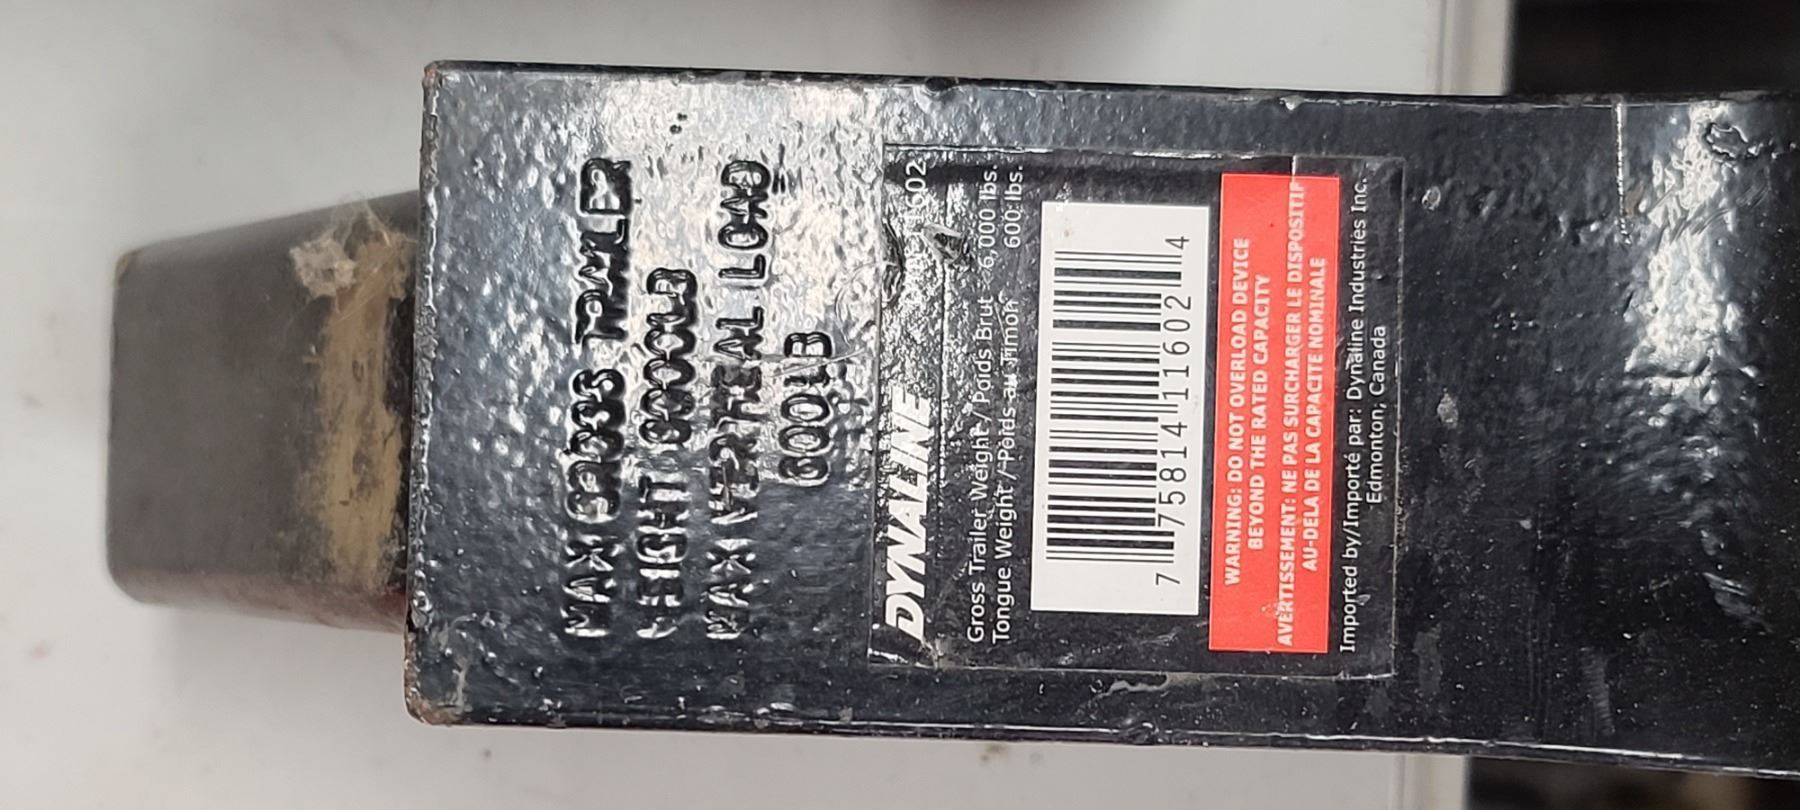 MAX GROSS TRAILER
WEIGHT 6000LB
MAX VERTICAL LOAD
600LB
DYNALINE
Gross Trailer Weight / Poids Brut 6,000 lbs.
Tongue Weight / Poids au Timon 600 lbs.
7 75814 11602 4
WARNING: DO NOT OVERLOAD DEVICE
BEYOND THE RATED CAPACITY
AVERTISSEMENT: NE PAS SURCHARGER LE DISPOSITIF
AU-DELA DE LA CAPACITE NOMINALE
Imported by/Importé par: Dynaline Industries Inc.
Edmonton, Canada